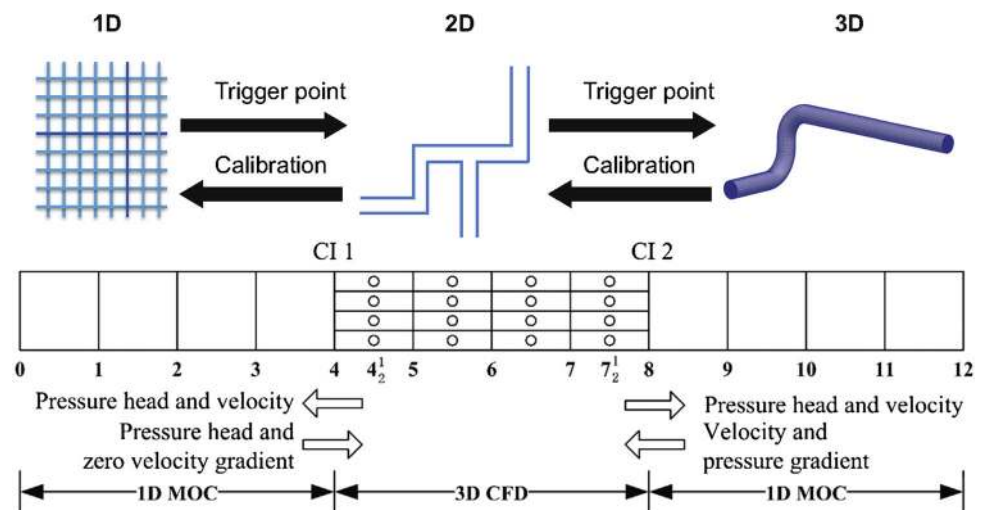 1D 2D 3D
Trigger point Trigger point
Calibration Calibration
CI 1 CI 2
0 1 2 3 4 4½ 5 6 7 7½ 8 9 10 11 12
Pressure head and velocity Pressure head and velocity
Pressure head and Velocity and
zero velocity gradient pressure gradient
1D MOC 3D CFD 1D MOC